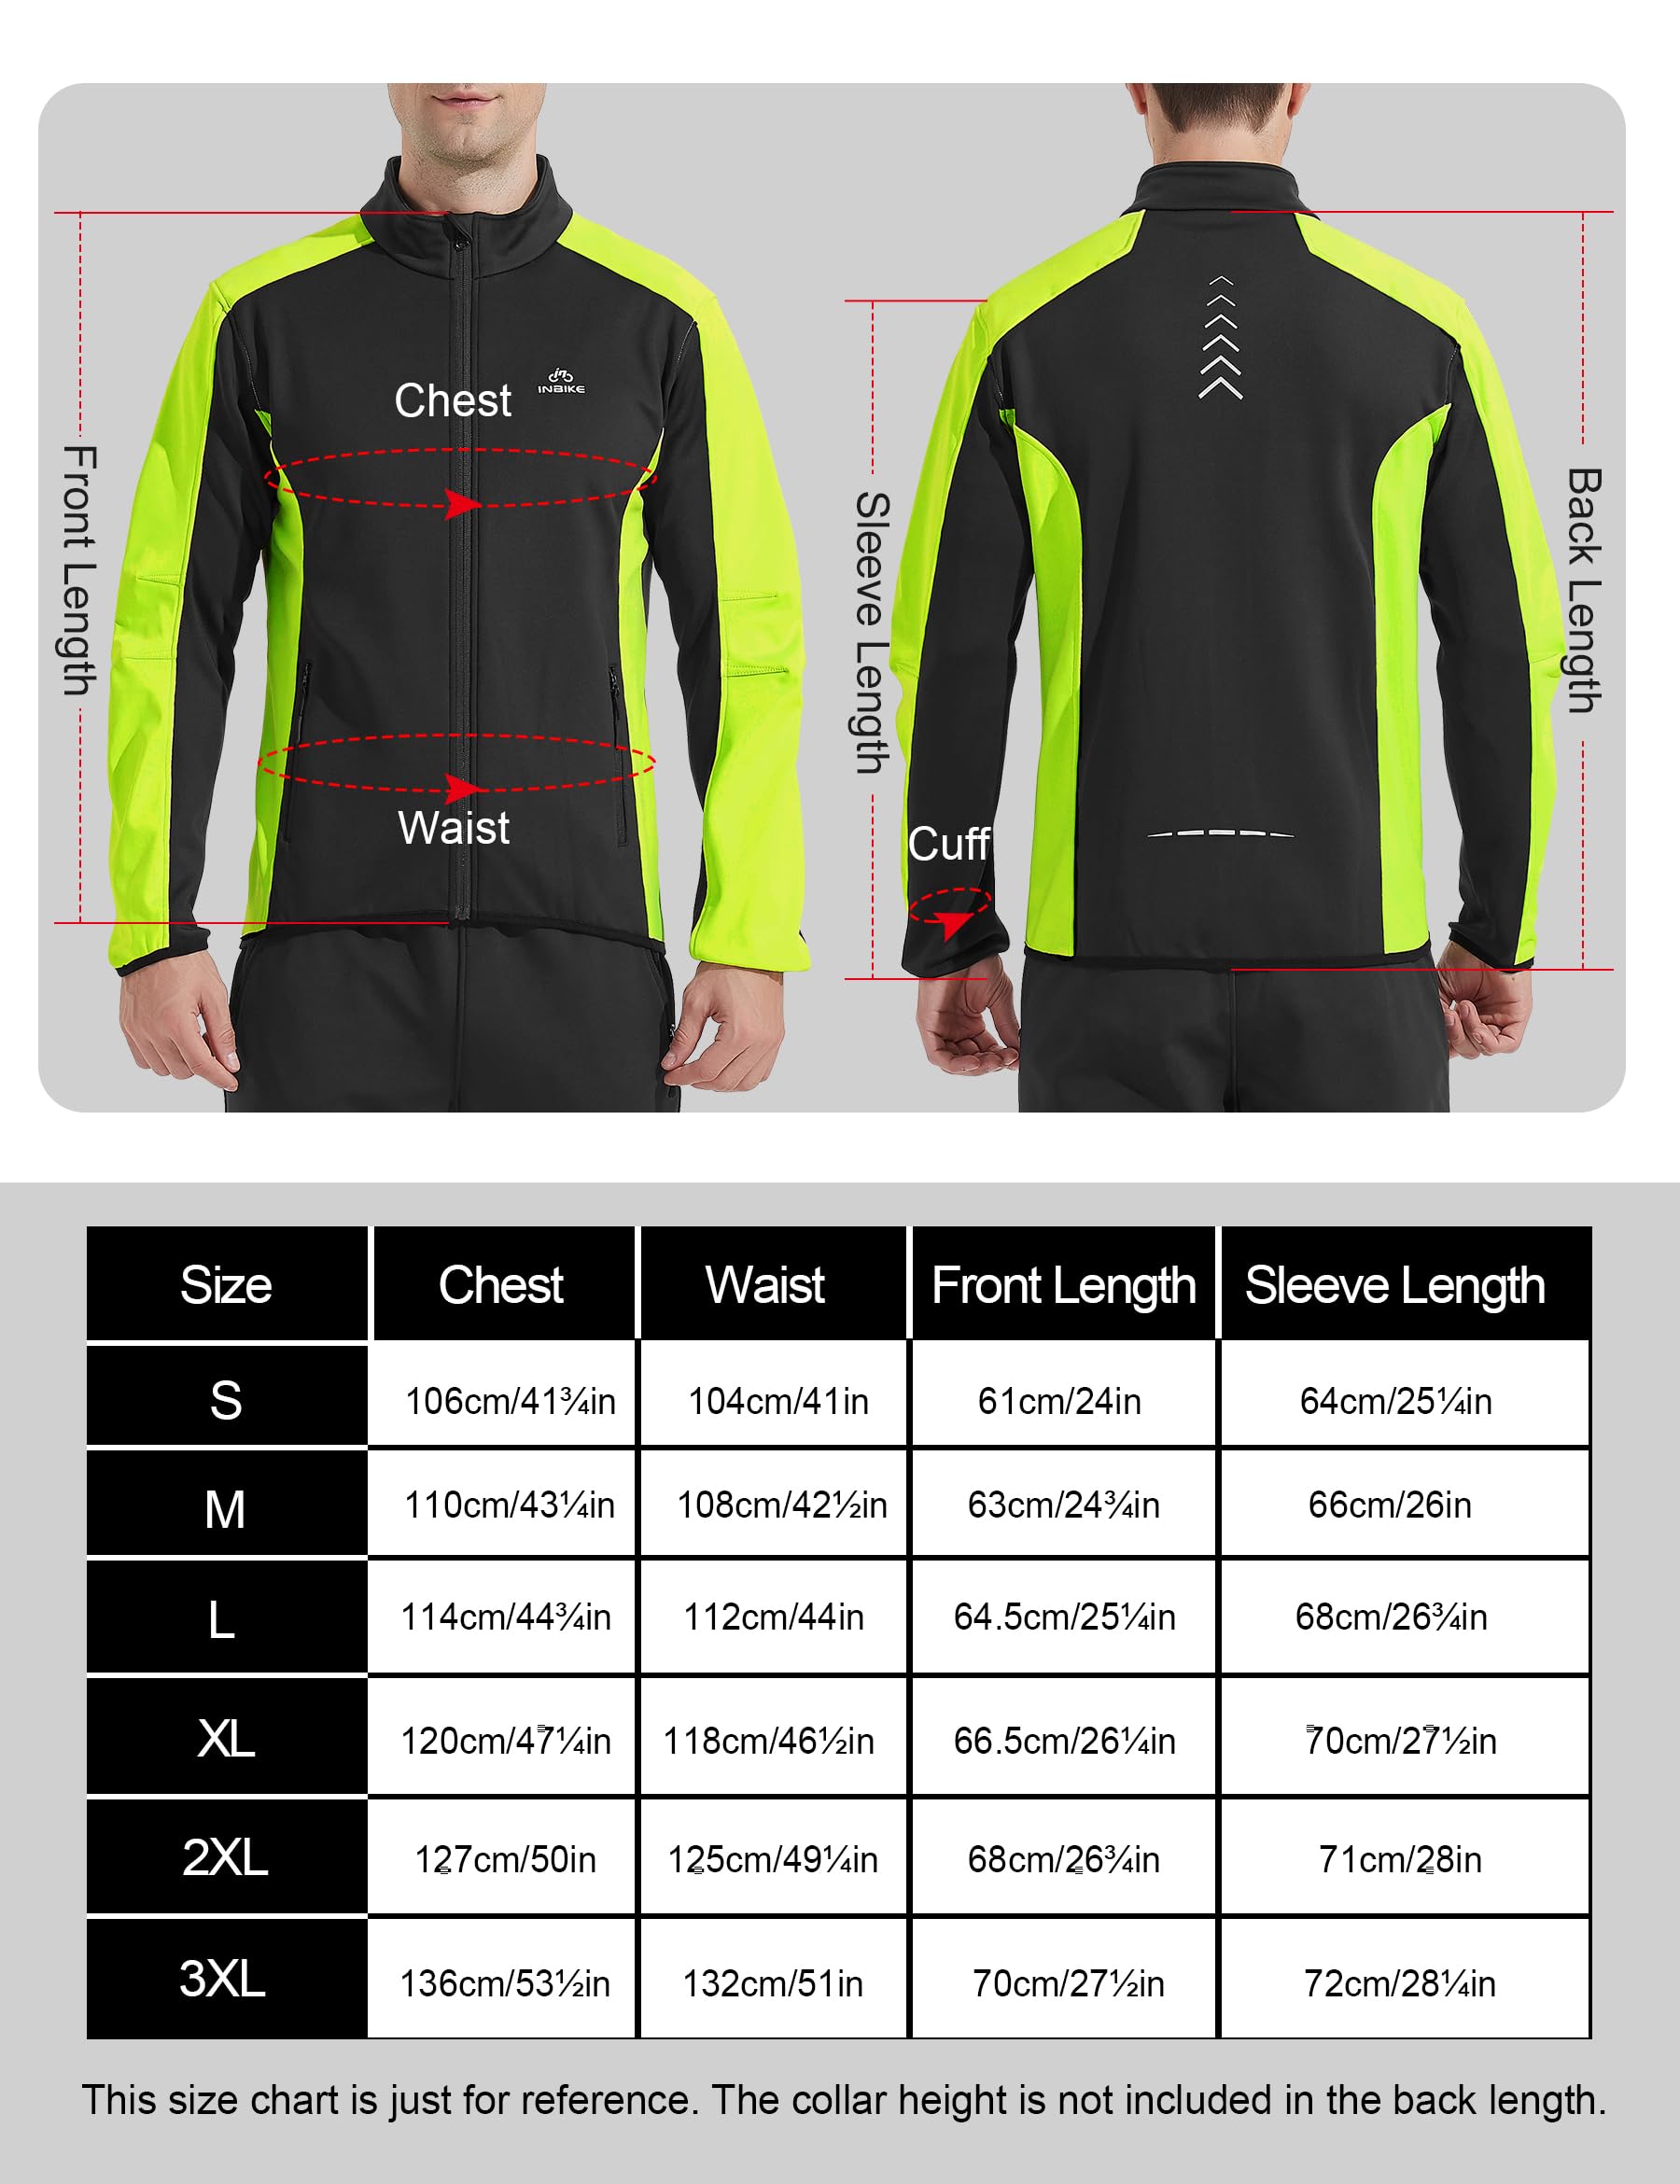 Front Length
Chest
INBIKE
Waist
Sleeve Length
Cuff
Back Length
Size Chest Waist Front Length Sleeve Length
S 106cm/41¾in 104cm/41in 61cm/24in 64cm/25¼in
M 110cm/43¼in 108cm/42½in 63cm/24¾in 66cm/26in
L 114cm/44¾in 112cm/44in 64.5cm/25¼in 68cm/26¾in
XL 120cm/47¼in 118cm/46½in 66.5cm/26¼in 70cm/27½in
2XL 127cm/50in 125cm/49¼in 68cm/26¾in 71cm/28in
3XL 136cm/53½in 132cm/51in 70cm/27½in 72cm/28¼in
This size chart is just for reference. The collar height is not included in the back length.